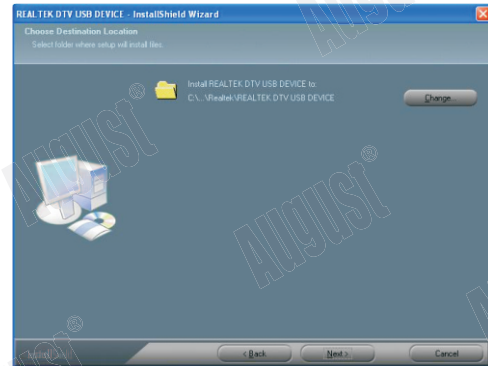 REALTEK DTV USB DEVICE - InstallShield Wizard
Choose Destination Location
Select folder where setup will install files.
Install REALTEK DTV USB DEVICE to:
C:\...\Realtek\REALTEK DTV USB DEVICE
Change...
August®
August®
August®
August®
InstallShield
< Back
Next >
Cancel